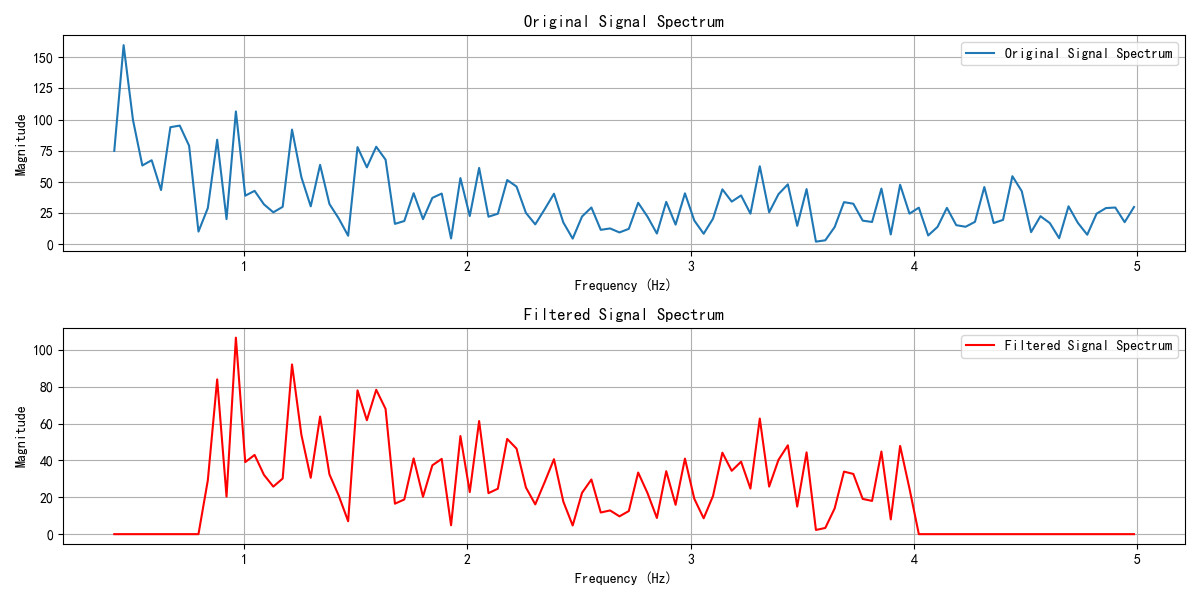 Original Signal Spectrum
Original Signal Spectrum
Magnitude
150
125
100
75
50
25
0
1 2 3 4 5
Frequency (Hz)
Filtered Signal Spectrum
Filtered Signal Spectrum
Magnitude
100
80
60
40
20
0
1 2 3 4 5
Frequency (Hz)